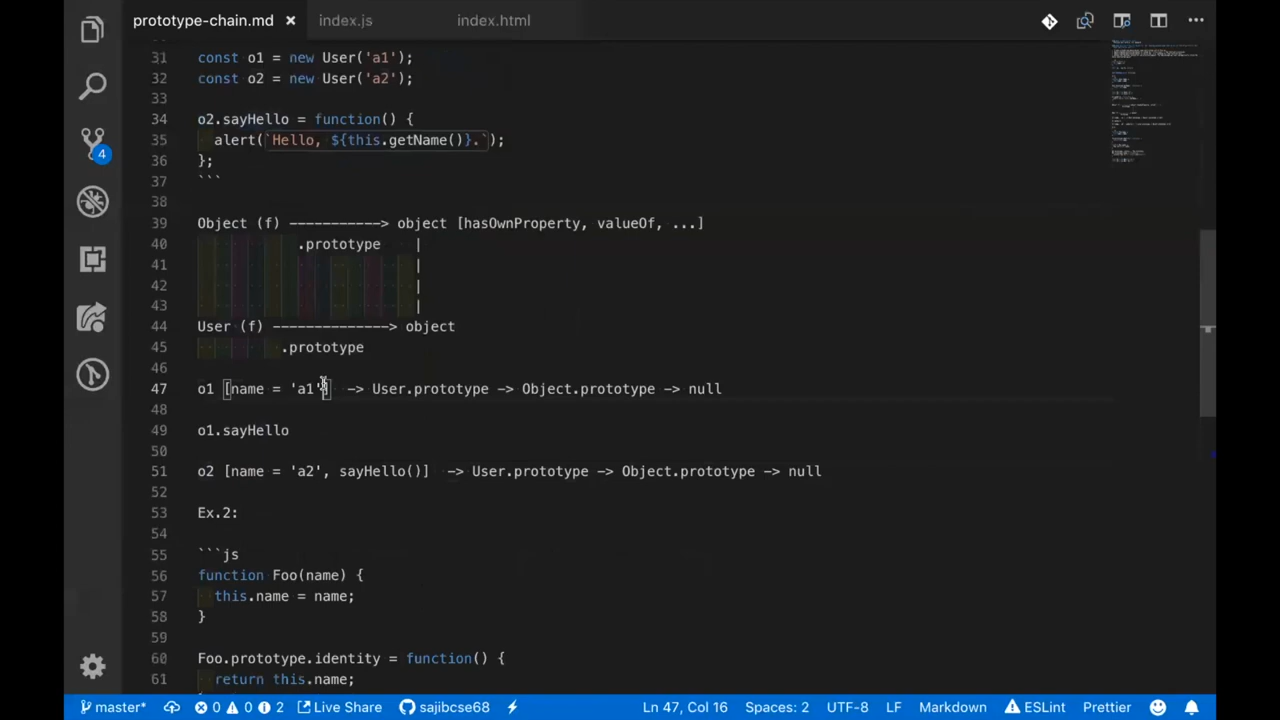 prototype-chain.md × index.js index.html
31 const o1 = new User('a1');
32 const o2 = new User('a2');
33
34 o2.sayHello = function() {
35 alert(`Hello, ${this.getName()}.`);
36 };
37 ```
38
39 Object (f) -----------> object [hasOwnProperty, valueOf, ...]
40 .prototype |
41 |
42 |
43 |
44 User (f) --------------> object
45 .prototype
46
47 o1 [name = 'a1'] -> User.prototype -> Object.prototype -> null
48
49 o1.sayHello
50
51 o2 [name = 'a2', sayHello()] -> User.prototype -> Object.prototype -> null
52
53 Ex.2:
54
55 ```js
56 function Foo(name) {
57 this.name = name;
58 }
59
60 Foo.prototype.identity = function() {
61 return this.name;
4
master* 0 0 2 Live Share sajibcse68 Ln 47, Col 16 Spaces: 2 UTF-8 LF Markdown ESLint Prettier